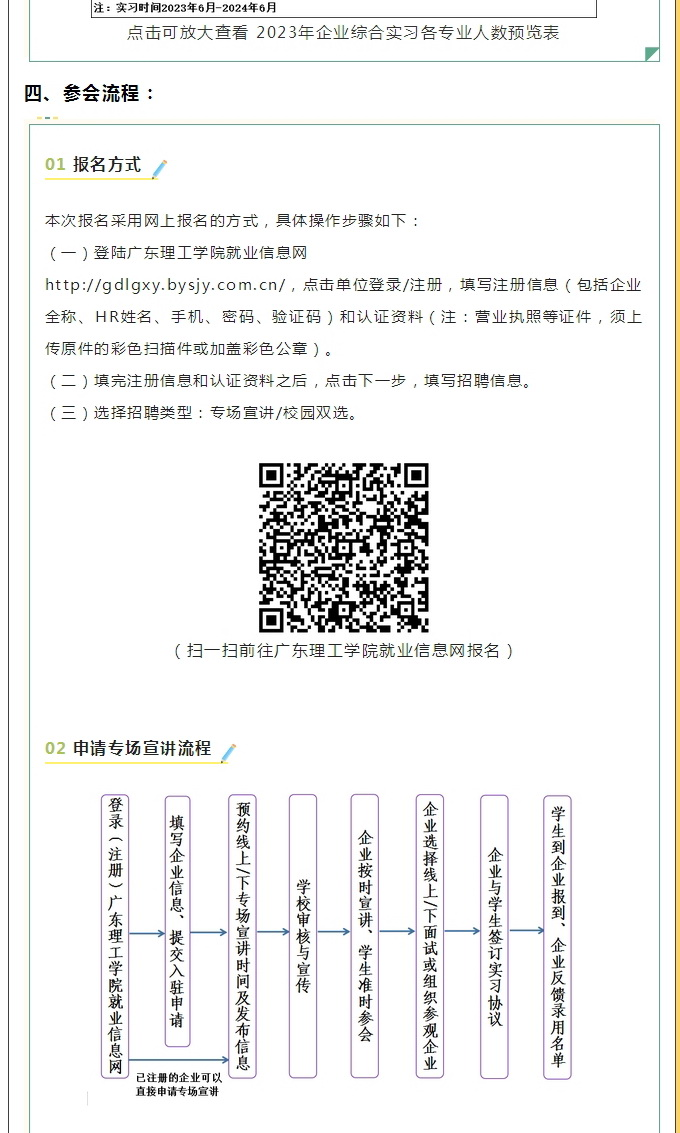 注：实习时间2023年6月-2024年6月
点击可放大查看 2023年企业综合实习各专业人数预览表
四、参会流程：
01 报名方式
本次报名采用网上报名的方式，具体操作步骤如下：
（一）登陆广东理工学院就业信息网
http://gdlgxy.bysjy.com.cn/，点击单位登录/注册，填写注册信息（包括企业
全称、HR姓名、手机、密码、验证码）和认证资料（注：营业执照等证件，须上
传原件的彩色扫描件或加盖彩色公章）。
（二）填完注册信息和认证资料之后，点击下一步，填写招聘信息。
（三）选择招聘类型：专场宣讲/校园双选。
（扫一扫前往广东理工学院就业信息网报名）
02 申请专场宣讲流程
登录（注册）广东理工学院就业信息网
填写企业信息、提交入驻申请
预约线上/下专场宣讲时间及发布信息
学校审核与宣传
企业按时宣讲、学生准时参会
企业选择线上/下面试或组织参观企业
企业与学生签订实习协议
学生到企业报到、企业反馈录用名单
已注册的企业可以
直接申请专场宣讲